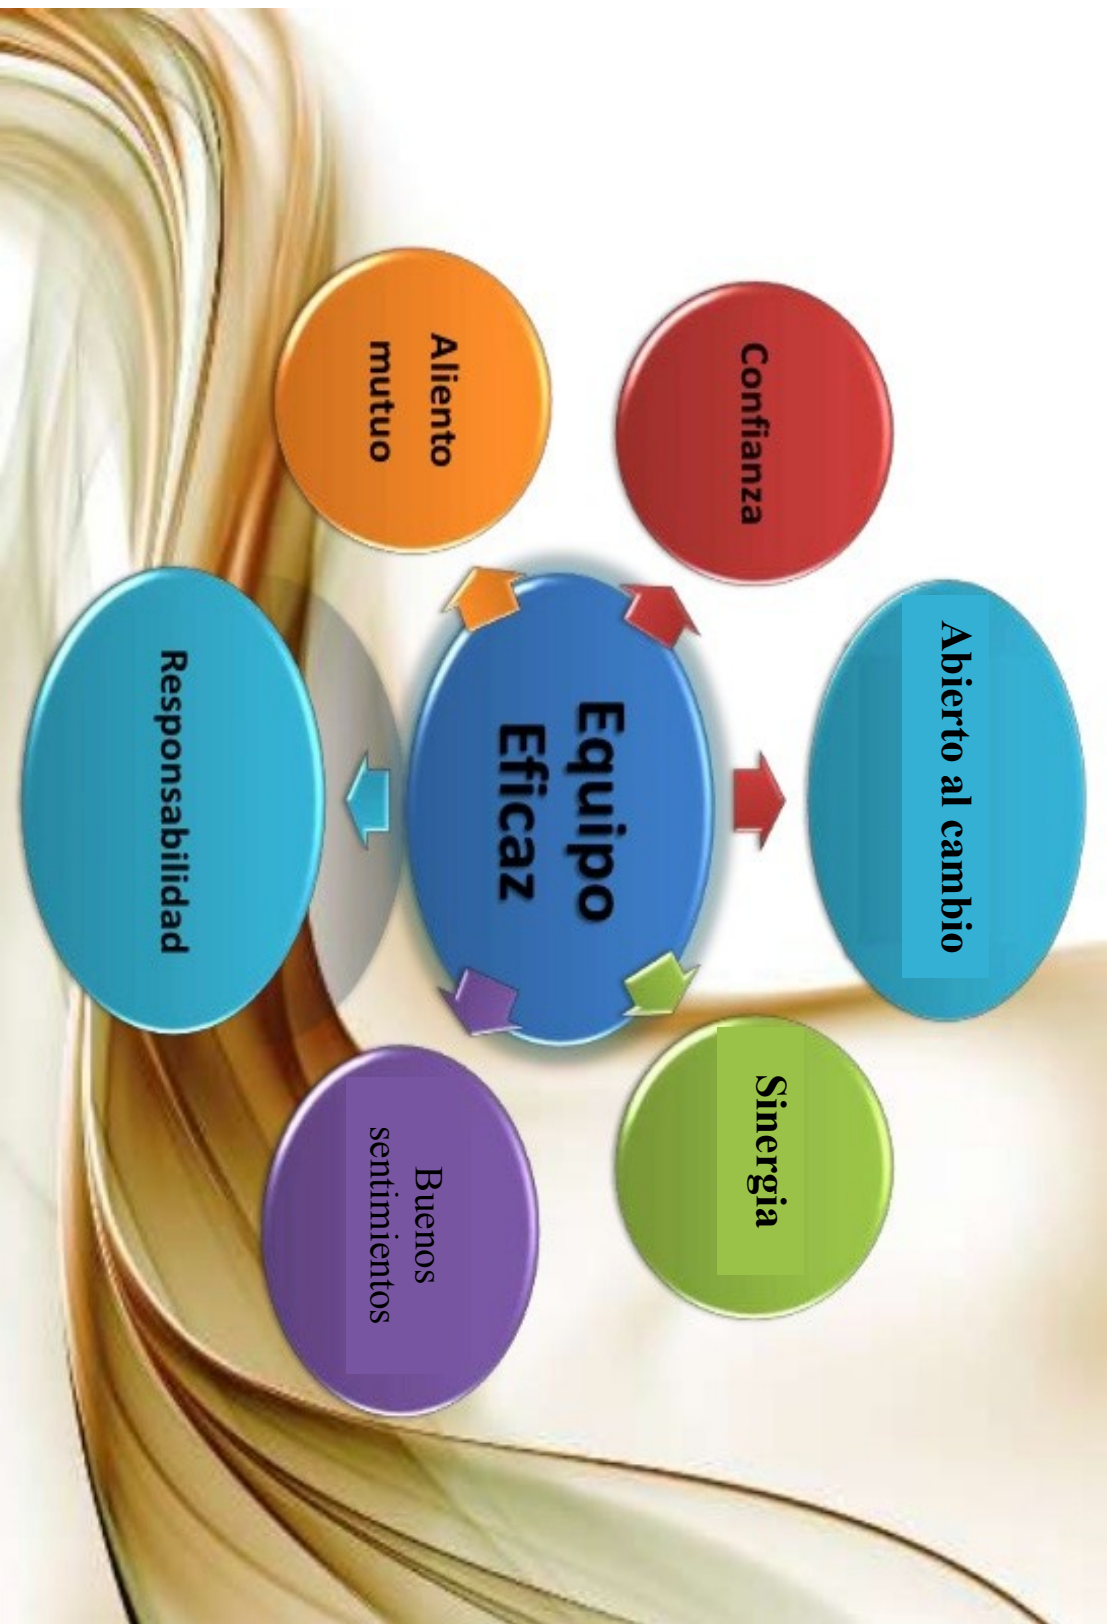 Abierto al cambio
Confianza
Sinergia
Equipo
Eficaz
Aliento
mutuo
Buenos
sentimientos
Responsabilidad